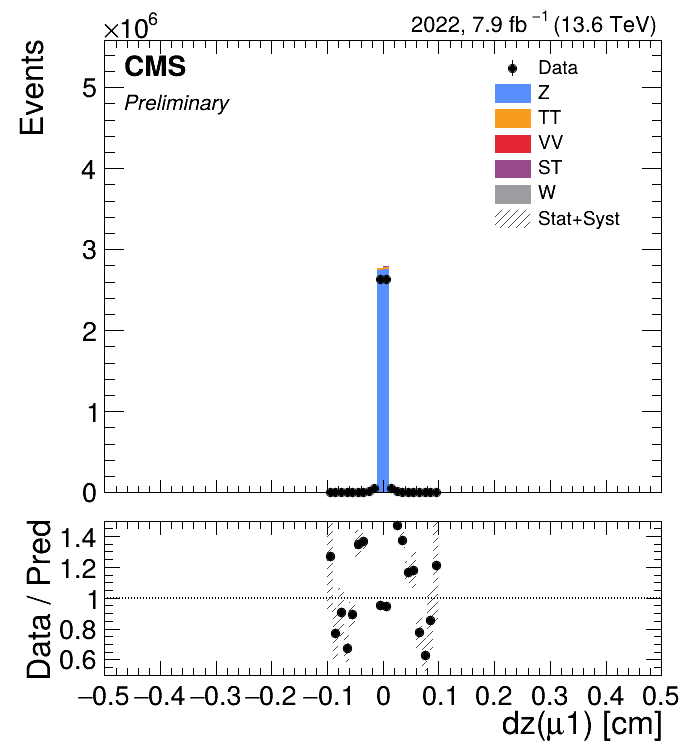 ×10⁶
2022, 7.9 fb⁻¹ (13.6 TeV)
Events
CMS
Preliminary
Data
Z
TT
VV
ST
W
Stat+Syst
5
4
3
2
1
0
Data / Pred
1.4
1.2
1
0.8
0.6
−0.5 −0.4 −0.3 −0.2 −0.1 0 0.1 0.2 0.3 0.4 0.5
dz(μ1) [cm]